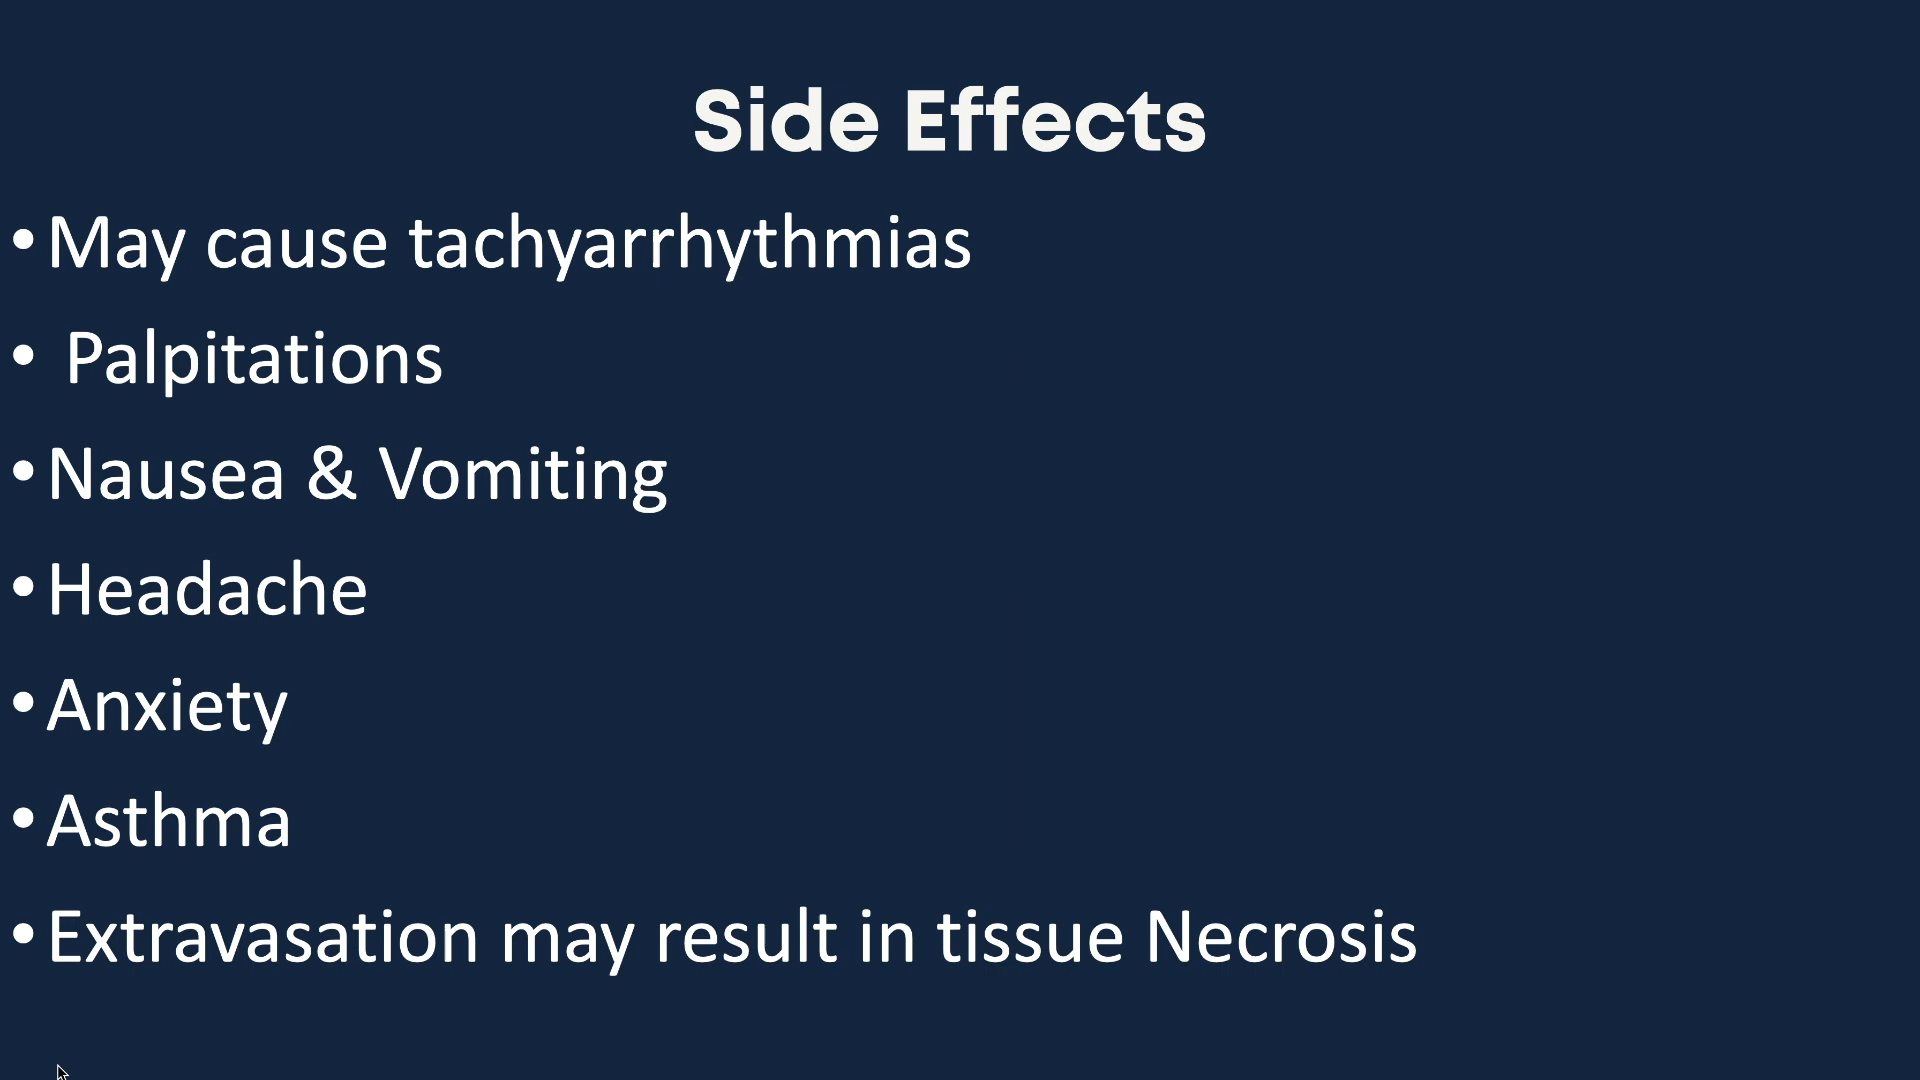 Side Effects
• May cause tachyarrhythmias
• Palpitations
• Nausea & Vomiting
• Headache
• Anxiety
• Asthma
• Extravasation may result in tissue Necrosis